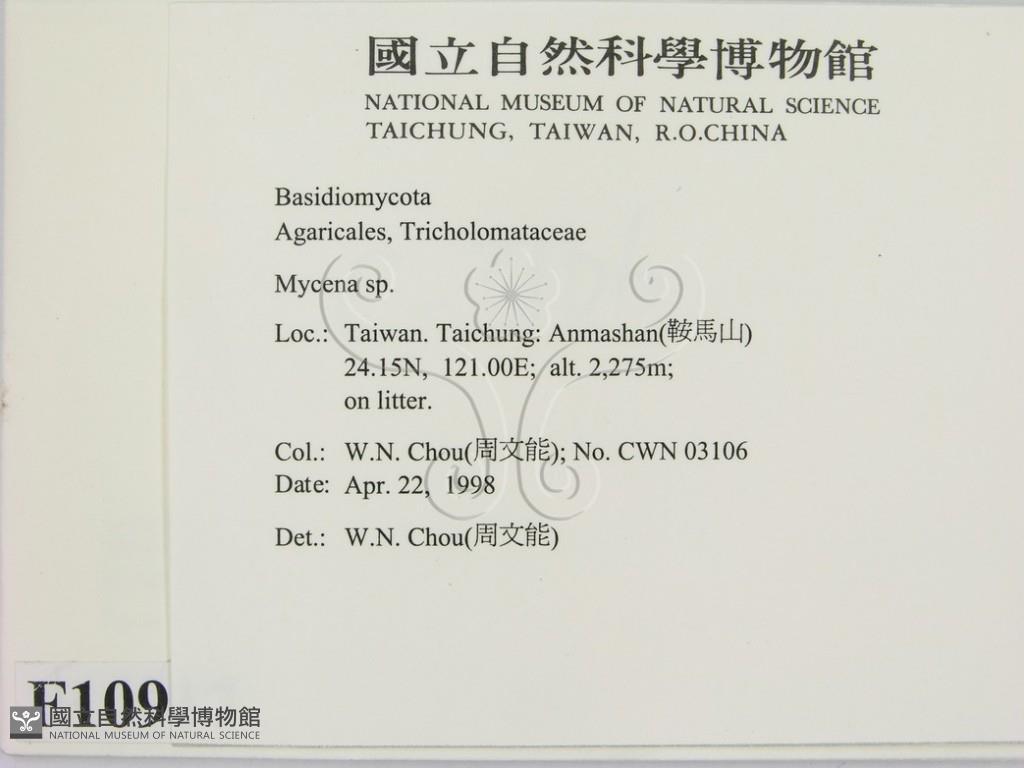 國立自然科學博物館
NATIONAL MUSEUM OF NATURAL SCIENCE
TAICHUNG, TAIWAN, R.O.CHINA
Basidiomycota
Agaricales, Tricholomataceae
Mycena sp.
Loc.: Taiwan. Taichung: Anmashan(鞍馬山)
24.15N, 121.00E; alt. 2,275m;
on litter.
Col.: W.N. Chou(周文能); No. CWN 03106
Date: Apr. 22, 1998
Det.: W.N. Chou(周文能)
F109
國立自然科學博物館
NATIONAL MUSEUM OF NATURAL SCIENCE